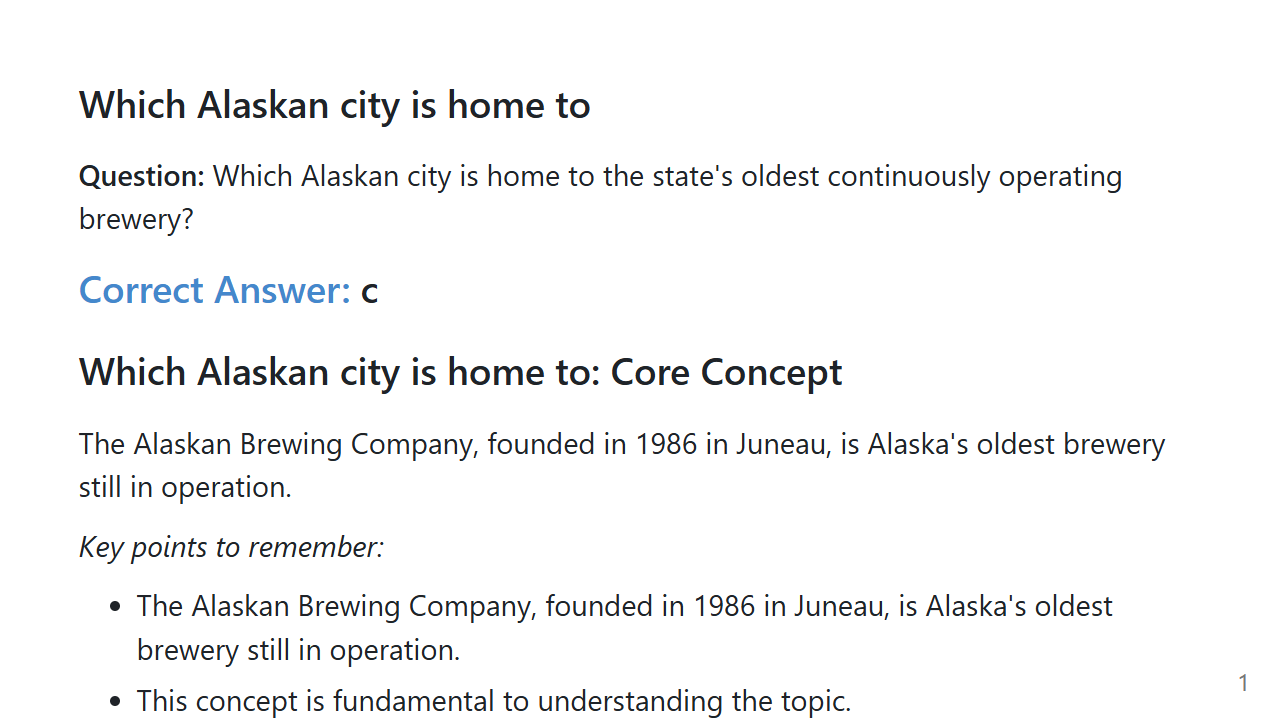 Which Alaskan city is home to
Question: Which Alaskan city is home to the state's oldest continuously operating
brewery?
Correct Answer: c
Which Alaskan city is home to: Core Concept
The Alaskan Brewing Company, founded in 1986 in Juneau, is Alaska's oldest brewery
still in operation.
Key points to remember:
• The Alaskan Brewing Company, founded in 1986 in Juneau, is Alaska's oldest
brewery still in operation.
• This concept is fundamental to understanding the topic.
1